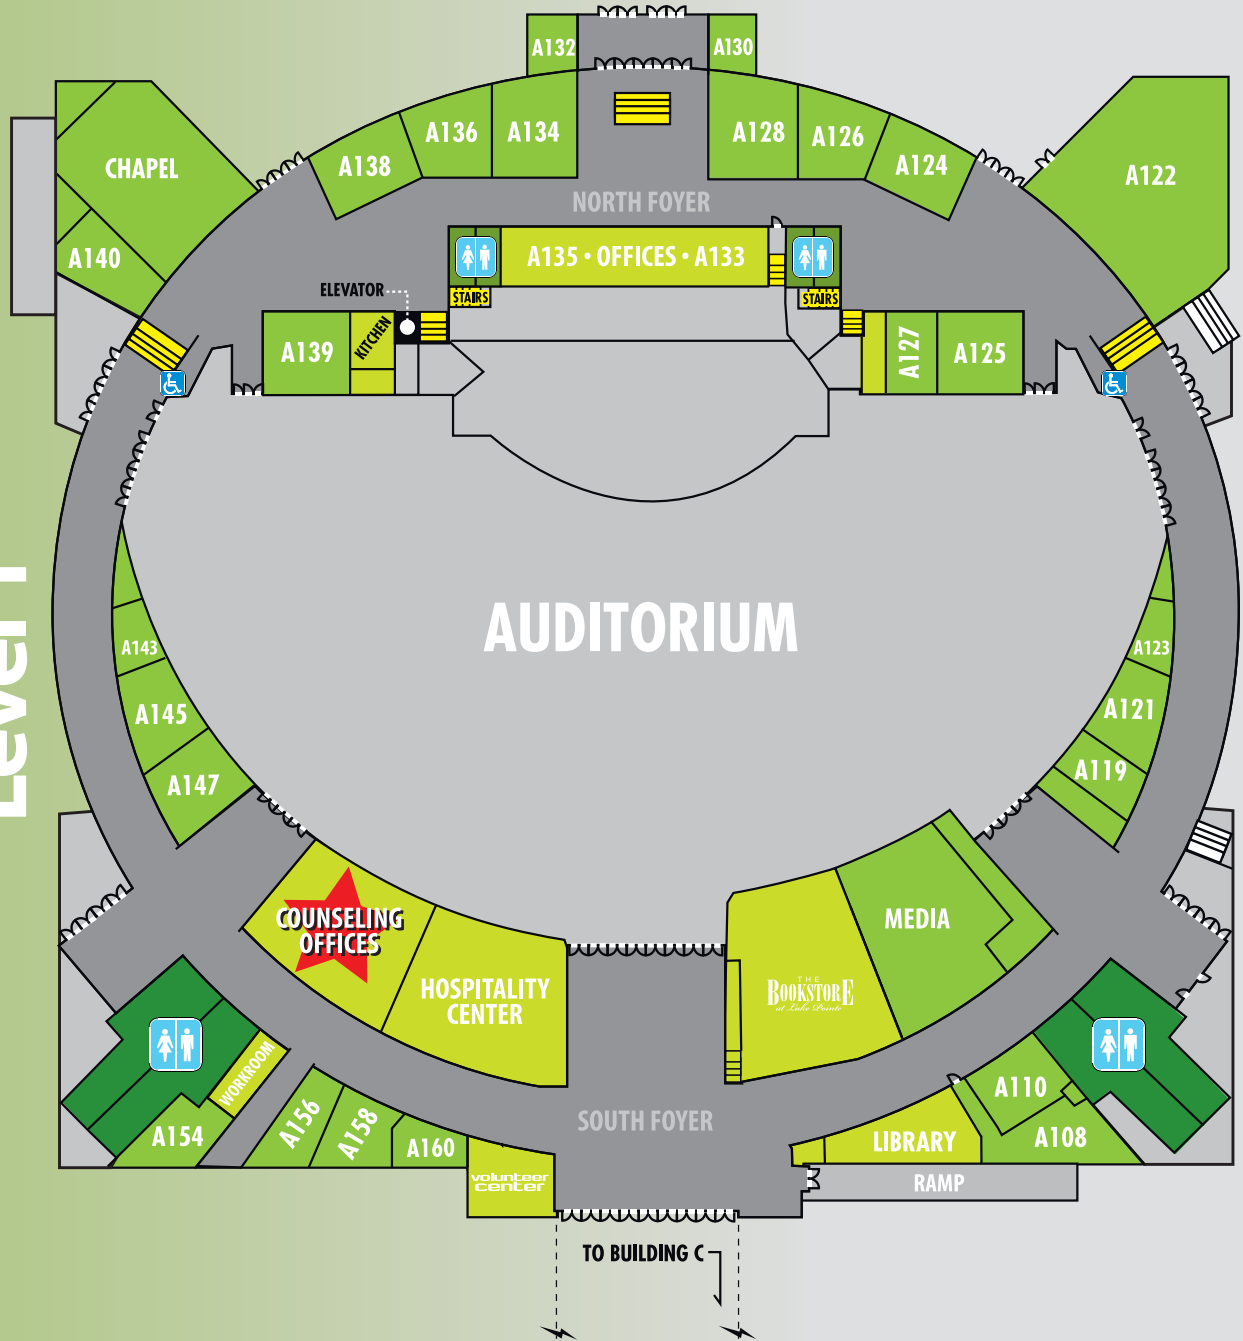 A132
A130
A136
A134
A128
A126
CHAPEL
A138
A124
A122
NORTH FOYER
A140
A135 • OFFICES • A133
ELEVATOR
STAIRS
STAIRS
A139
KITCHEN
A127
A125
Level 1
AUDITORIUM
A143
A123
A145
A121
A147
A119
COUNSELING
OFFICES
MEDIA
HOSPITALITY
CENTER
THE
BOOKSTORE
at Lake Pointe
WORKROOM
A110
A154
A156
A158
A160
SOUTH FOYER
LIBRARY
A108
volunteer
center
RAMP
TO BUILDING C